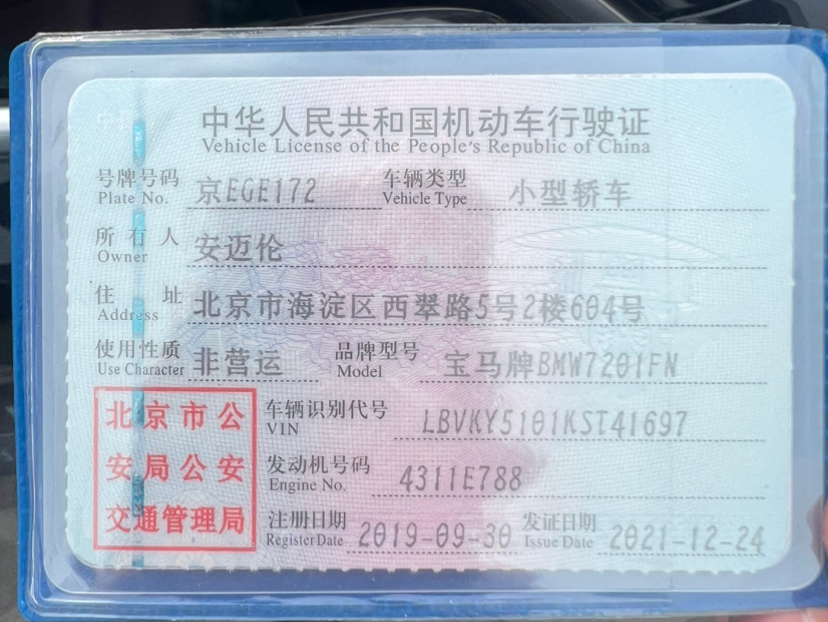 中华人民共和国机动车行驶证
Vehicle License of the People's Republic of China
号牌号码 京EGE172 车辆类型 小型轿车
Plate No. Vehicle Type
所有人 安迈伦
Owner
住址 北京市海淀区西翠路5号2楼604号
Address
使用性质 非营运 品牌型号 宝马牌BMW7201FN
Use Character Model
北京市公
安局公安
交通管理局
车辆识别代号 LBVKY5101KST41697
VIN
发动机号码 4311E788
Engine No.
注册日期 2019-09-30 发证日期 2021-12-24
Register Date Issue Date